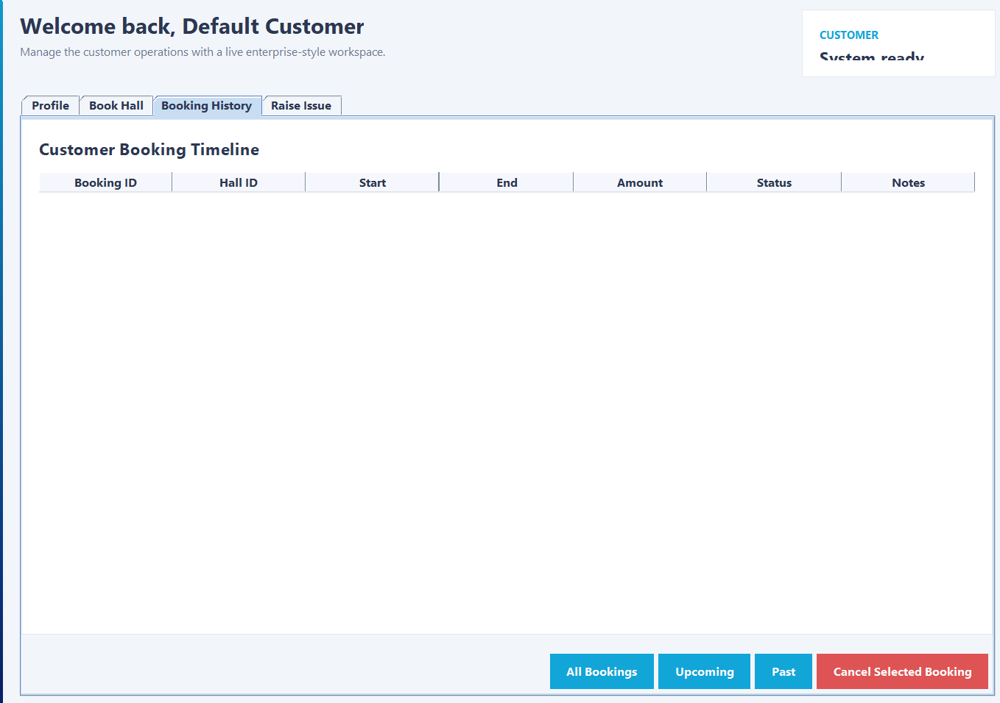 Welcome back, Default Customer
Manage the customer operations with a live enterprise-style workspace.
CUSTOMER
System ready
Profile
Book Hall
Booking History
Raise Issue
Customer Booking Timeline
Booking ID
Hall ID
Start
End
Amount
Status
Notes
All Bookings
Upcoming
Past
Cancel Selected Booking